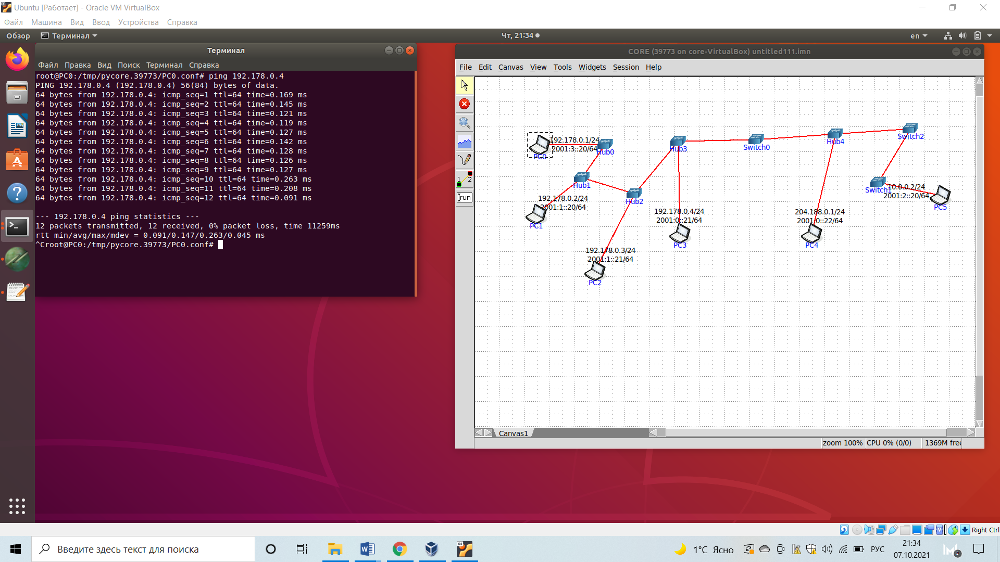 Ubuntu [Работает] - Oracle VM VirtualBox
Файл Машина Вид Ввод Устройства Справка
Обзор Терминал Чт, 21:34 en
Терминал
Файл Правка Вид Поиск Терминал Справка
root@PC0:/tmp/pycore.39773/PC0.conf# ping 192.178.0.4
PING 192.178.0.4 (192.178.0.4) 56(84) bytes of data.
64 bytes from 192.178.0.4: icmp_seq=1 ttl=64 time=0.169 ms
64 bytes from 192.178.0.4: icmp_seq=2 ttl=64 time=0.145 ms
64 bytes from 192.178.0.4: icmp_seq=3 ttl=64 time=0.121 ms
64 bytes from 192.178.0.4: icmp_seq=4 ttl=64 time=0.119 ms
64 bytes from 192.178.0.4: icmp_seq=5 ttl=64 time=0.127 ms
64 bytes from 192.178.0.4: icmp_seq=6 ttl=64 time=0.142 ms
64 bytes from 192.178.0.4: icmp_seq=7 ttl=64 time=0.128 ms
64 bytes from 192.178.0.4: icmp_seq=8 ttl=64 time=0.126 ms
64 bytes from 192.178.0.4: icmp_seq=9 ttl=64 time=0.127 ms
64 bytes from 192.178.0.4: icmp_seq=10 ttl=64 time=0.263 ms
64 bytes from 192.178.0.4: icmp_seq=11 ttl=64 time=0.208 ms
64 bytes from 192.178.0.4: icmp_seq=12 ttl=64 time=0.091 ms
--- 192.178.0.4 ping statistics ---
12 packets transmitted, 12 received, 0% packet loss, time 11259ms
rtt min/avg/max/mdev = 0.091/0.147/0.263/0.045 ms
^Croot@PC0:/tmp/pycore.39773/PC0.conf#
CORE (39773 on core-VirtualBox) untitled111.imn
File Edit Canvas View Tools Widgets Session Help
1 2
run
192.178.0.1/24
2001:3::20/64
PC0
Hub0
Hub1
192.178.0.2/24
2001:1::20/64
PC1
Hub2
192.178.0.3/24
2001:1::21/64
PC2
Hub3
192.178.0.4/24
2001:0::21/64
PC3
Switch0
Hub4
204.188.0.1/24
2001:0::22/64
PC4
Switch2
Switch1
10.0.0.2/24
2001:2::20/64
PC5
Canvas1
zoom 100% CPU 0% (0/0) 1369M free
Right Ctrl
Введите здесь текст для поиска
64
1°C Ясно
РУС
21:34
07.10.2021
3